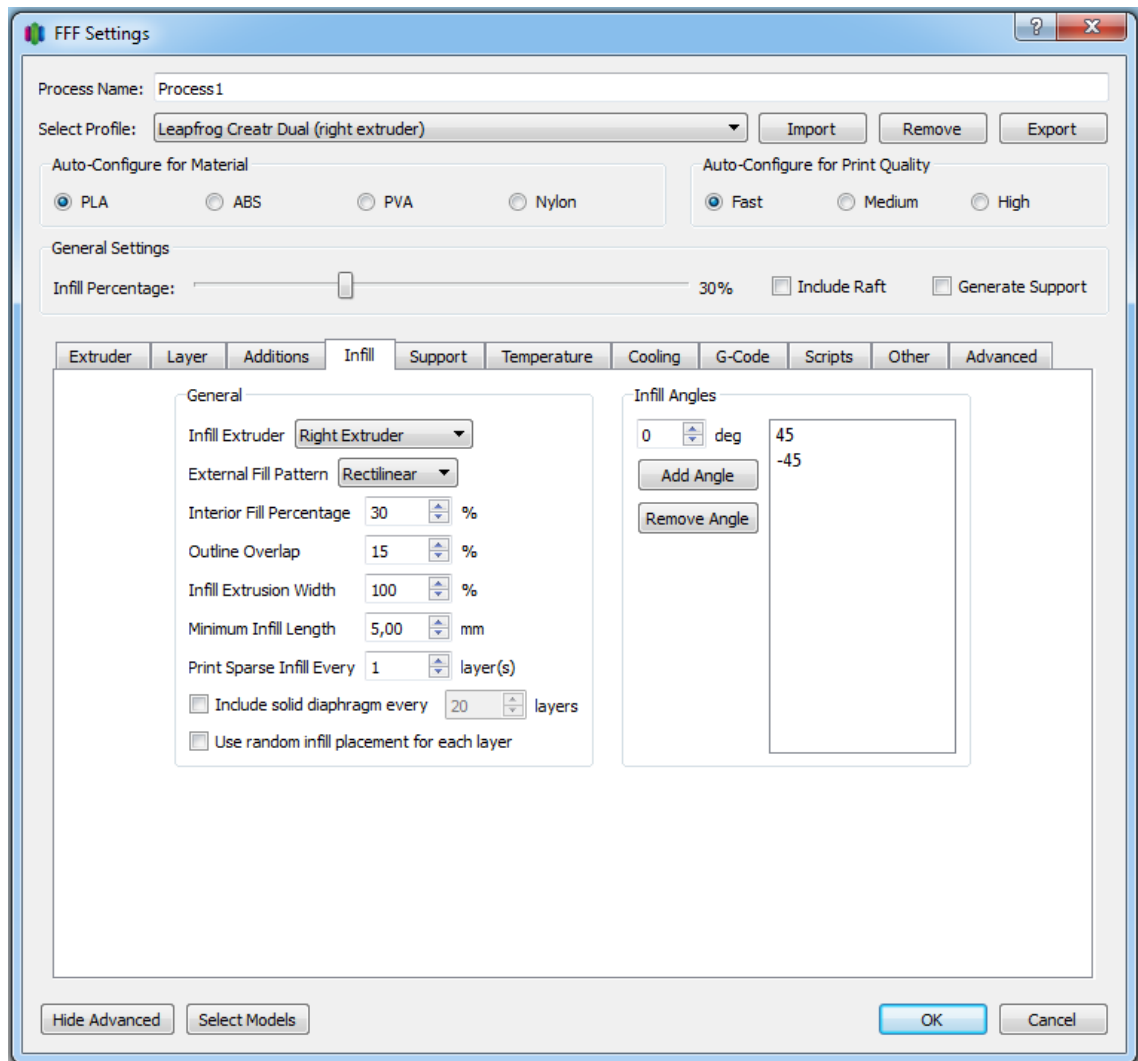 FFF Settings
Process Name: Process1
Select Profile: Leapfrog Creatr Dual (right extruder) Import Remove Export
Auto-Configure for Material Auto-Configure for Print Quality
PLA ABS PVA Nylon Fast Medium High
General Settings
Infill Percentage: 30% Include Raft Generate Support
Extruder Layer Additions Infill Support Temperature Cooling G-Code Scripts Other Advanced
General
Infill Extruder Right Extruder
External Fill Pattern Rectilinear
Interior Fill Percentage 30 %
Outline Overlap 15 %
Infill Extrusion Width 100 %
Minimum Infill Length 5,00 mm
Print Sparse Infill Every 1 layer(s)
Include solid diaphragm every 20 layers
Use random infill placement for each layer
Infill Angles
0 deg
Add Angle
Remove Angle
45
-45
Hide Advanced Select Models OK Cancel